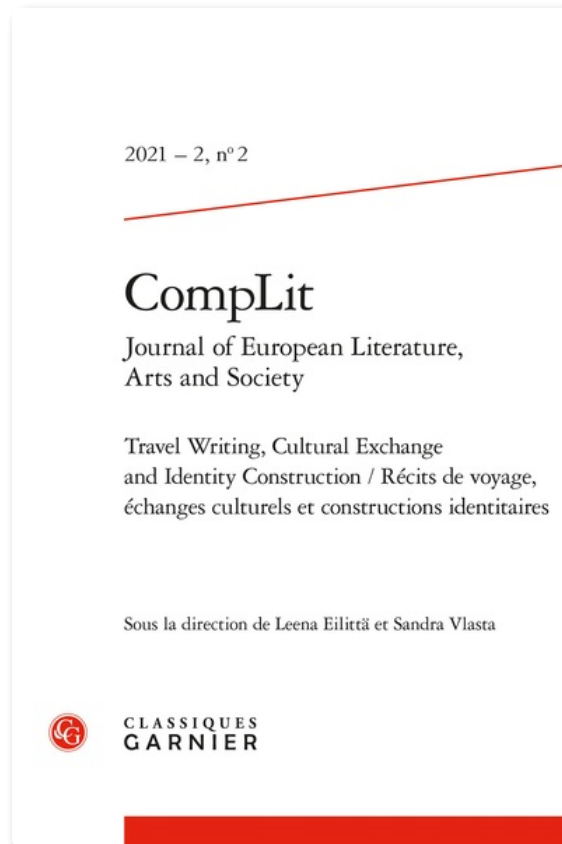 2021 – 2, nº 2
CompLit
Journal of European Literature,
Arts and Society
Travel Writing, Cultural Exchange
and Identity Construction / Récits de voyage,
échanges culturels et constructions identitaires
Sous la direction de Leena Eilittä et Sandra Vlasta
CG
CLASSIQUES
GARNIER